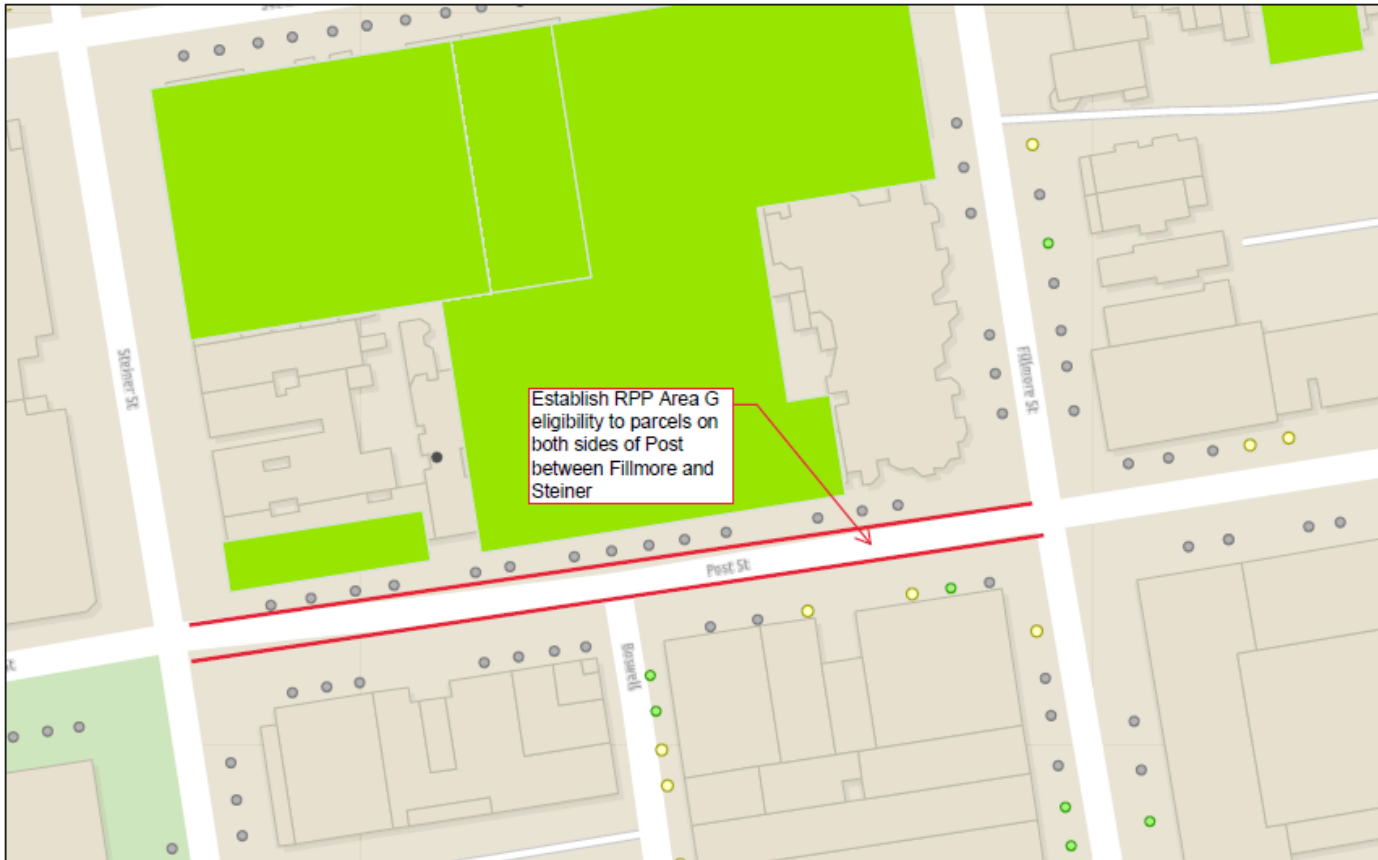 Steiner St
Fillmore St
Establish RPP Area G
eligibility to parcels on
both sides of Post
between Fillmore and
Steiner
Post St
St
Boswell